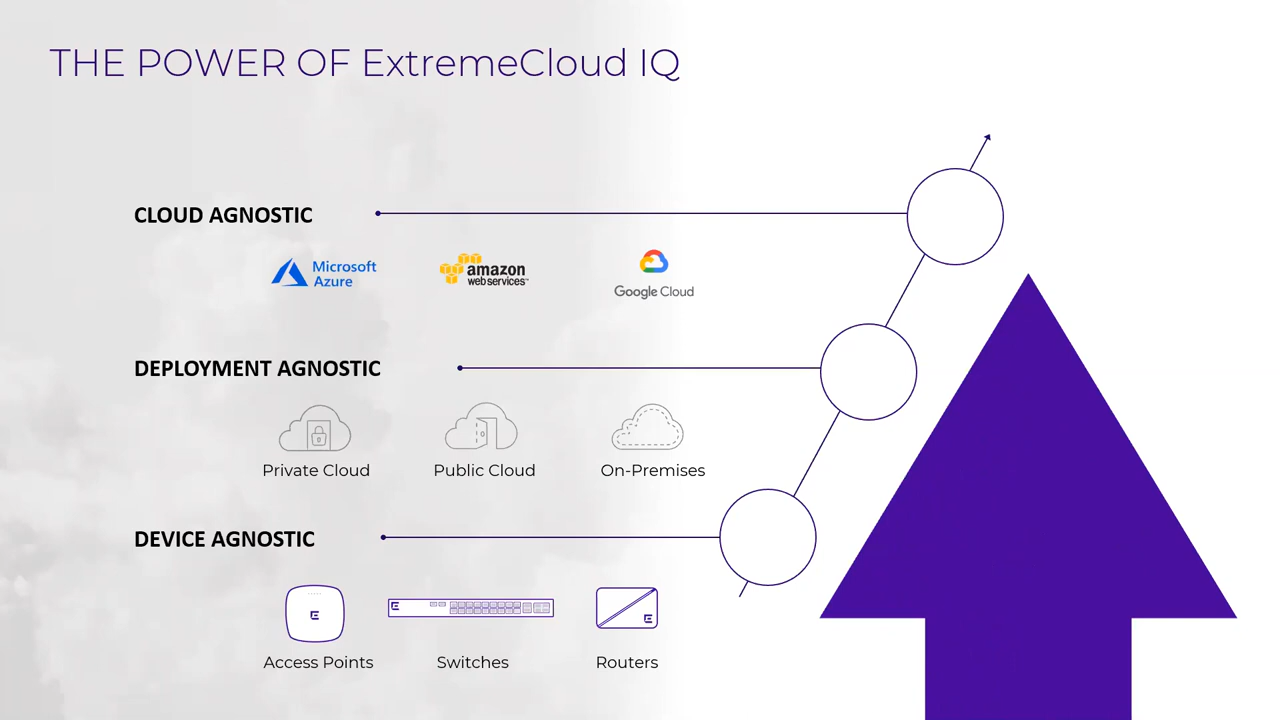 THE POWER OF ExtremeCloud IQ
CLOUD AGNOSTIC
Microsoft
Azure
amazon
web services™
Google Cloud
DEPLOYMENT AGNOSTIC
Private Cloud
Public Cloud
On-Premises
DEVICE AGNOSTIC
Access Points
Switches
Routers